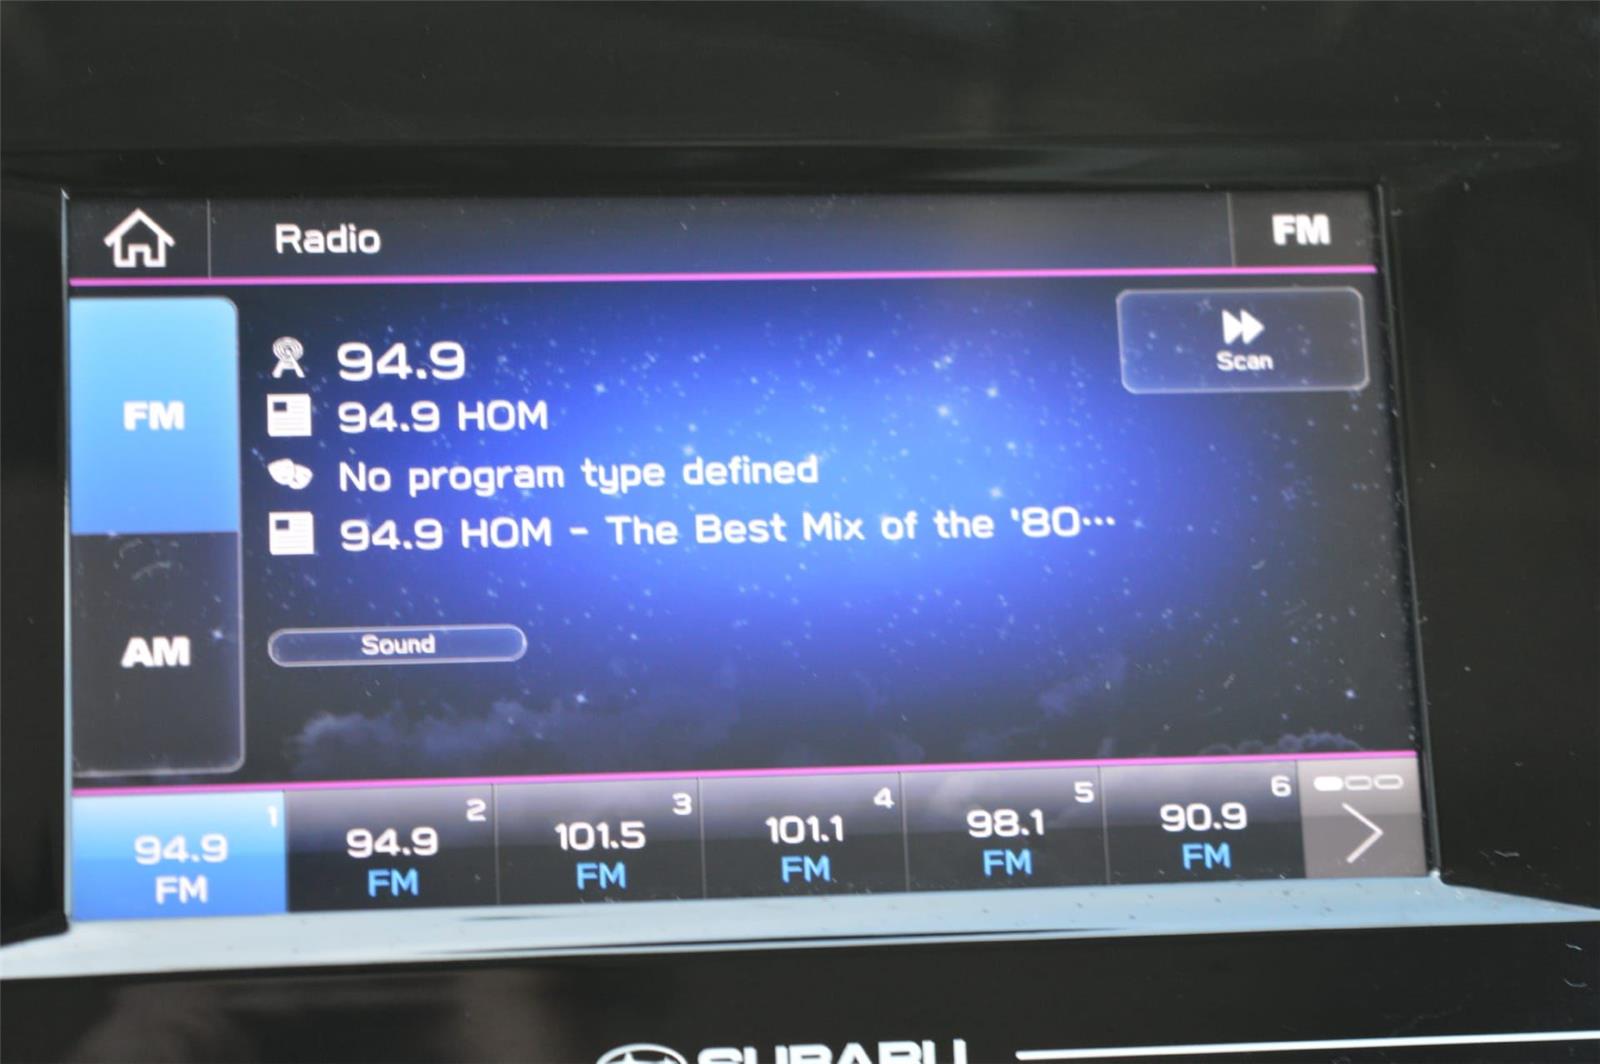 Radio
FM
Scan
FM
94.9
94.9 HOM
No program type defined
94.9 HOM - The Best Mix of the '80...
AM
Sound
1
94.9
FM
2
94.9
FM
3
101.5
FM
4
101.1
FM
5
98.1
FM
6
90.9
FM
SUBARU